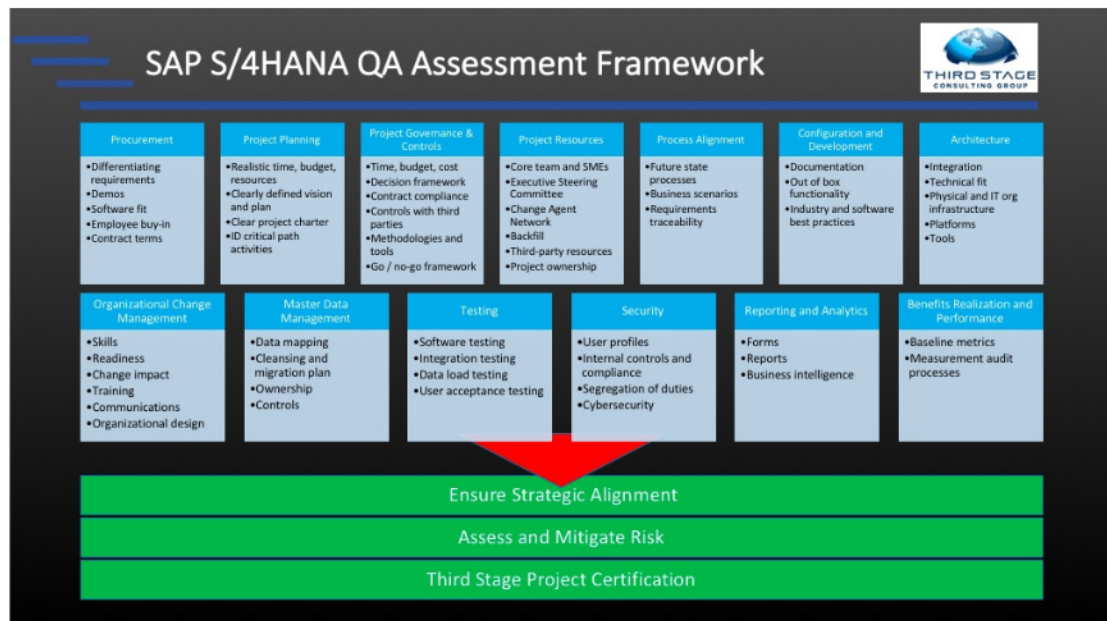 SAP S/4HANA QA Assessment Framework
THIRD STAGE
CONSULTING GROUP
Procurement
•Differentiating
requirements
•Demos
•Software fit
•Employee buy-in
•Contract terms
Project Planning
•Realistic time, budget,
resources
•Clearly defined vision
and plan
•Clear project charter
•ID critical path
activities
Project Governance &
Controls
•Time, budget, cost
•Decision framework
•Contract compliance
•Controls with third
parties
•Methodologies and
tools
•Go / no-go framework
Project Resources
•Core team and SMEs
•Executive Steering
Committee
•Change Agent
Network
•Backfill
•Third-party resources
•Project ownership
Process Alignment
•Future state
processes
•Business scenarios
•Requirements
traceability
Configuration and
Development
•Documentation
•Out of box
functionality
•Industry and software
best practices
Architecture
•Integration
•Technical fit
•Physical and IT org
infrastructure
•Platforms
•Tools
Organizational Change
Management
•Skills
•Readiness
•Change impact
•Training
•Communications
•Organizational design
Master Data
Management
•Data mapping
•Cleansing and
migration plan
•Ownership
•Controls
Testing
•Software testing
•Integration testing
•Data load testing
•User acceptance testing
Security
•User profiles
•Internal controls and
compliance
•Segregation of duties
•Cybersecurity
Reporting and Analytics
•Forms
•Reports
•Business intelligence
Benefits Realization and
Performance
•Baseline metrics
•Measurement audit
processes
Ensure Strategic Alignment
Assess and Mitigate Risk
Third Stage Project Certification